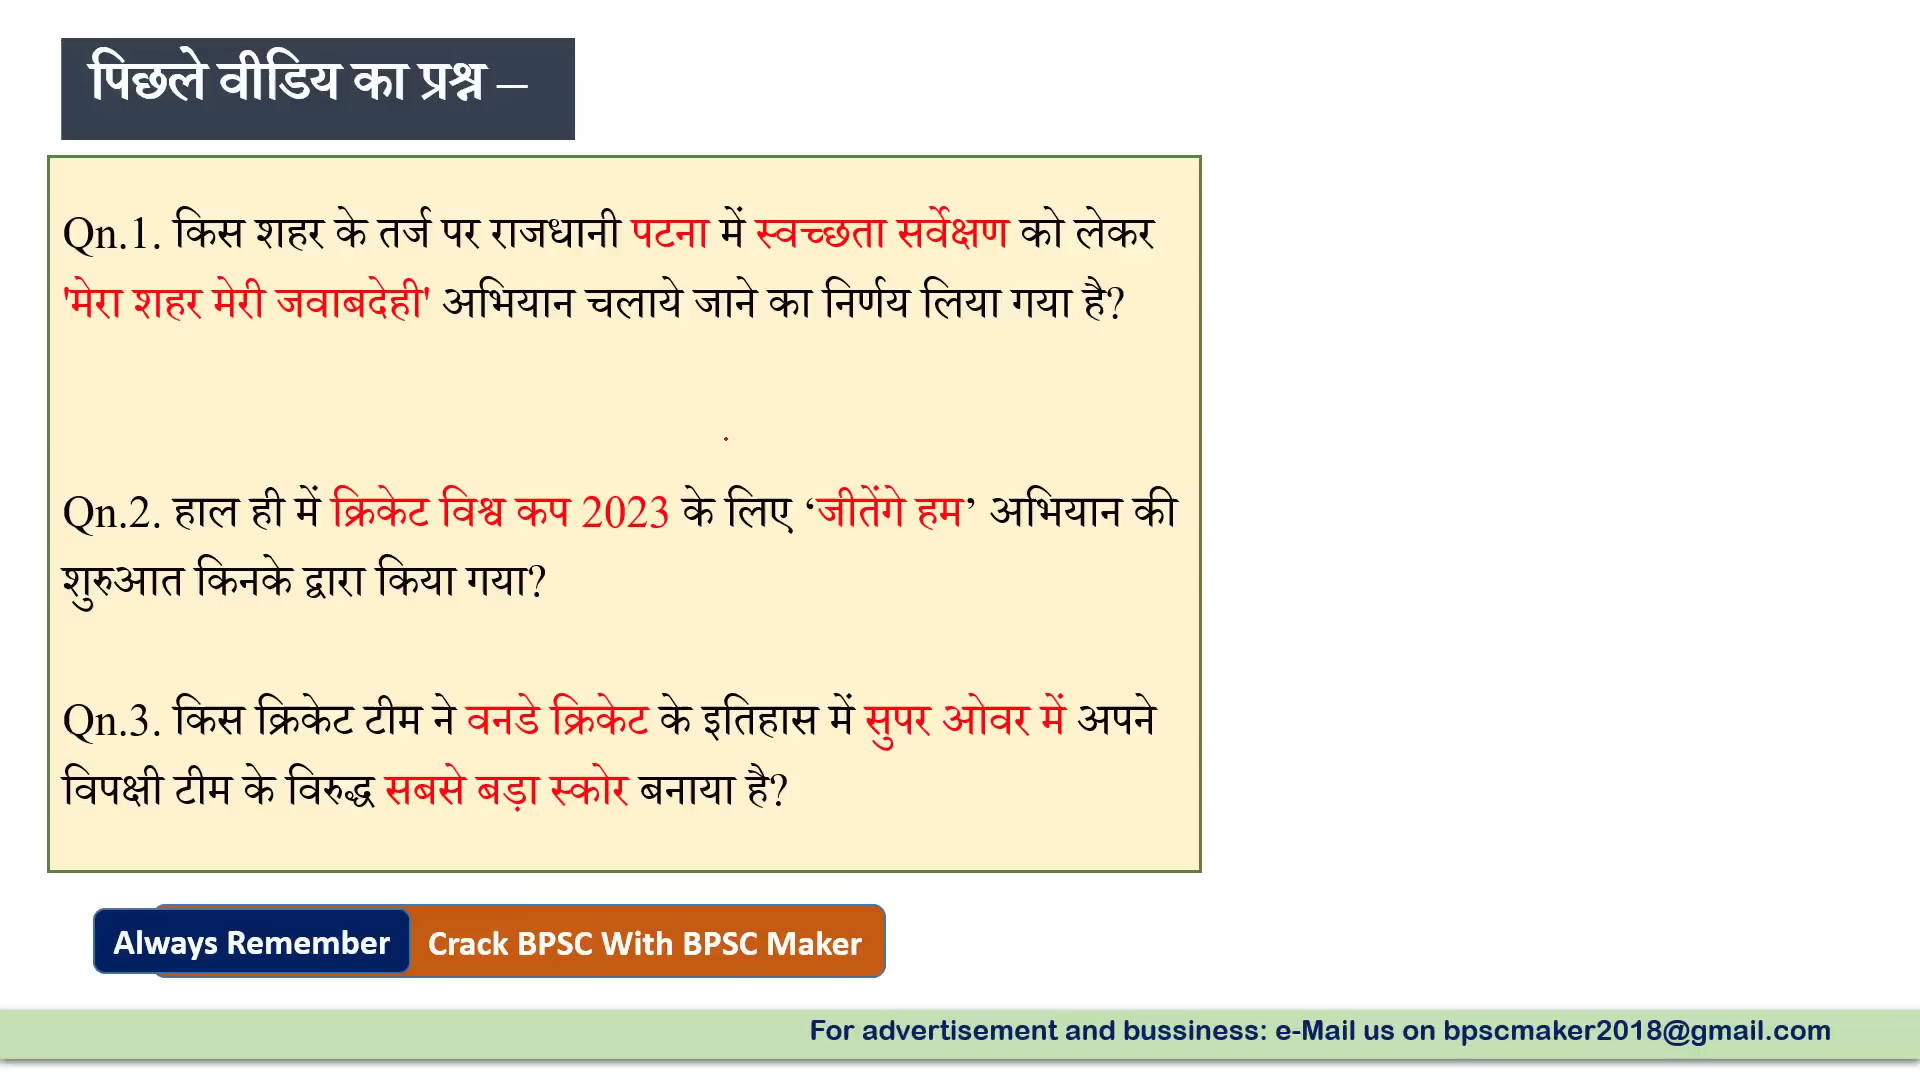 पिछले वीडिय का प्रश्न –
Qn.1. किस शहर के तर्ज पर राजधानी पटना में स्वच्छता सर्वेक्षण को लेकर
'मेरा शहर मेरी जवाबदेही' अभियान चलाये जाने का निर्णय लिया गया है?
Qn.2. हाल ही में क्रिकेट विश्व कप 2023 के लिए ‘जीतेंगे हम’ अभियान की
शुरुआत किनके द्वारा किया गया?
Qn.3. किस क्रिकेट टीम ने वनडे क्रिकेट के इतिहास में सुपर ओवर में अपने
विपक्षी टीम के विरुद्ध सबसे बड़ा स्कोर बनाया है?
Always Remember Crack BPSC With BPSC Maker
For advertisement and bussiness: e-Mail us on bpscmaker2018@gmail.com